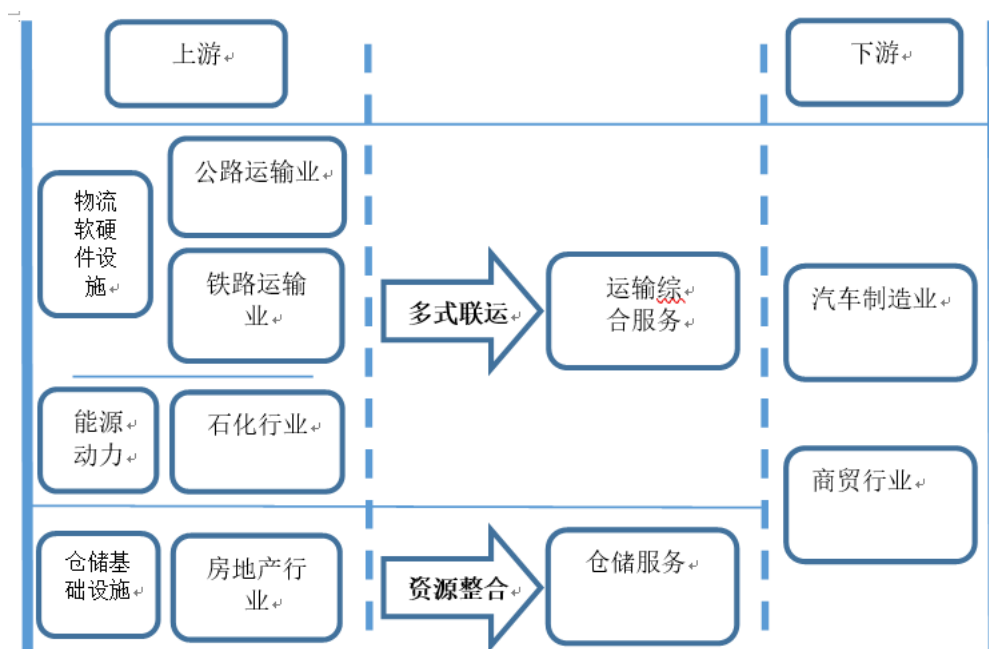 上游
下游
物流
软硬
件设
施
公路运输业
铁路运输
业
多式联运
运输综
合服务
汽车制造业
能源
动力
石化行业
商贸行业
仓储基
础设施
房地产行
业
资源整合
仓储服务